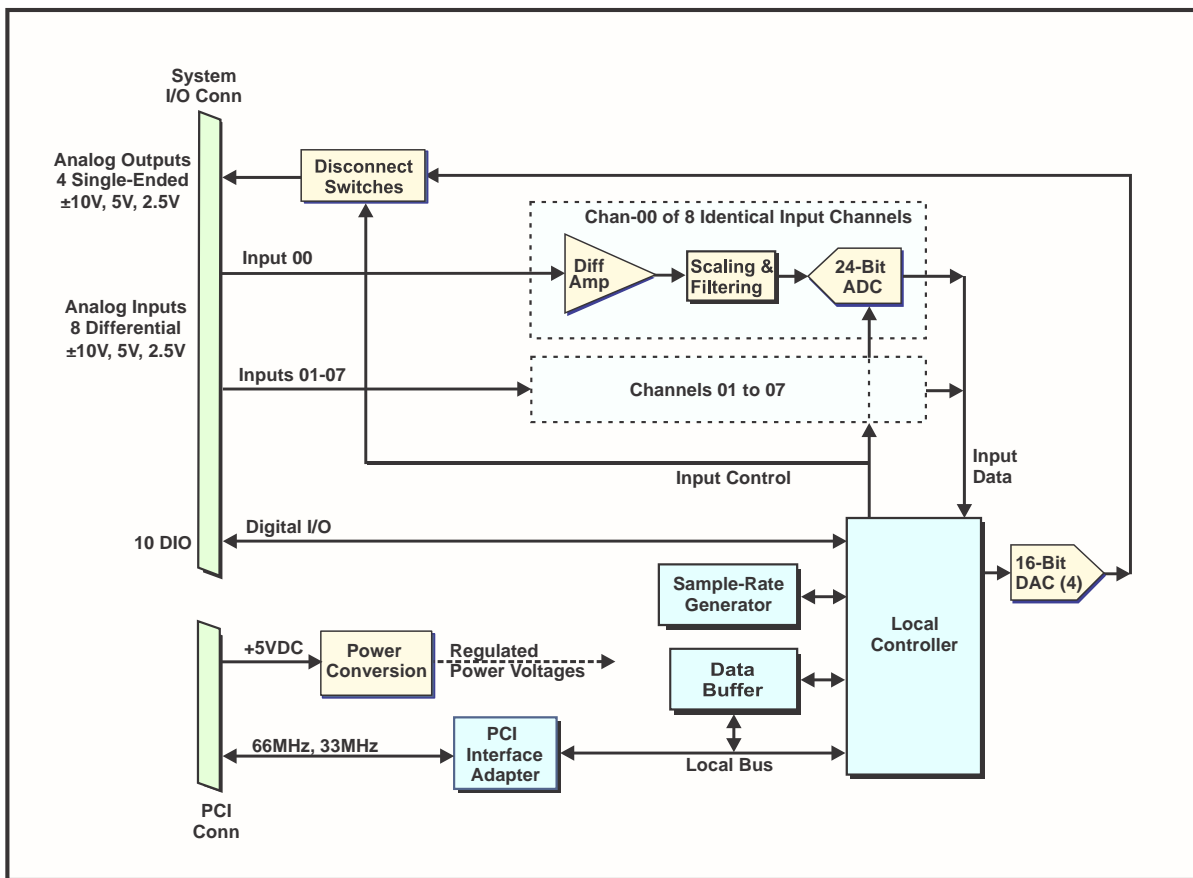 System
I/O Conn
Analog Outputs
4 Single-Ended
±10V, 5V, 2.5V
Disconnect
Switches
Chan-00 of 8 Identical Input Channels
Input 00
Diff
Amp
Scaling &
Filtering
24-Bit
ADC
Analog Inputs
8 Differential
±10V, 5V, 2.5V
Inputs 01-07
Channels 01 to 07
Input Control
Input
Data
10 DIO
Digital I/O
Sample-Rate
Generator
Local
Controller
16-Bit
DAC (4)
+5VDC
Power
Conversion
Regulated
Power Voltages
Data
Buffer
66MHz, 33MHz
PCI
Interface
Adapter
Local Bus
PCI
Conn